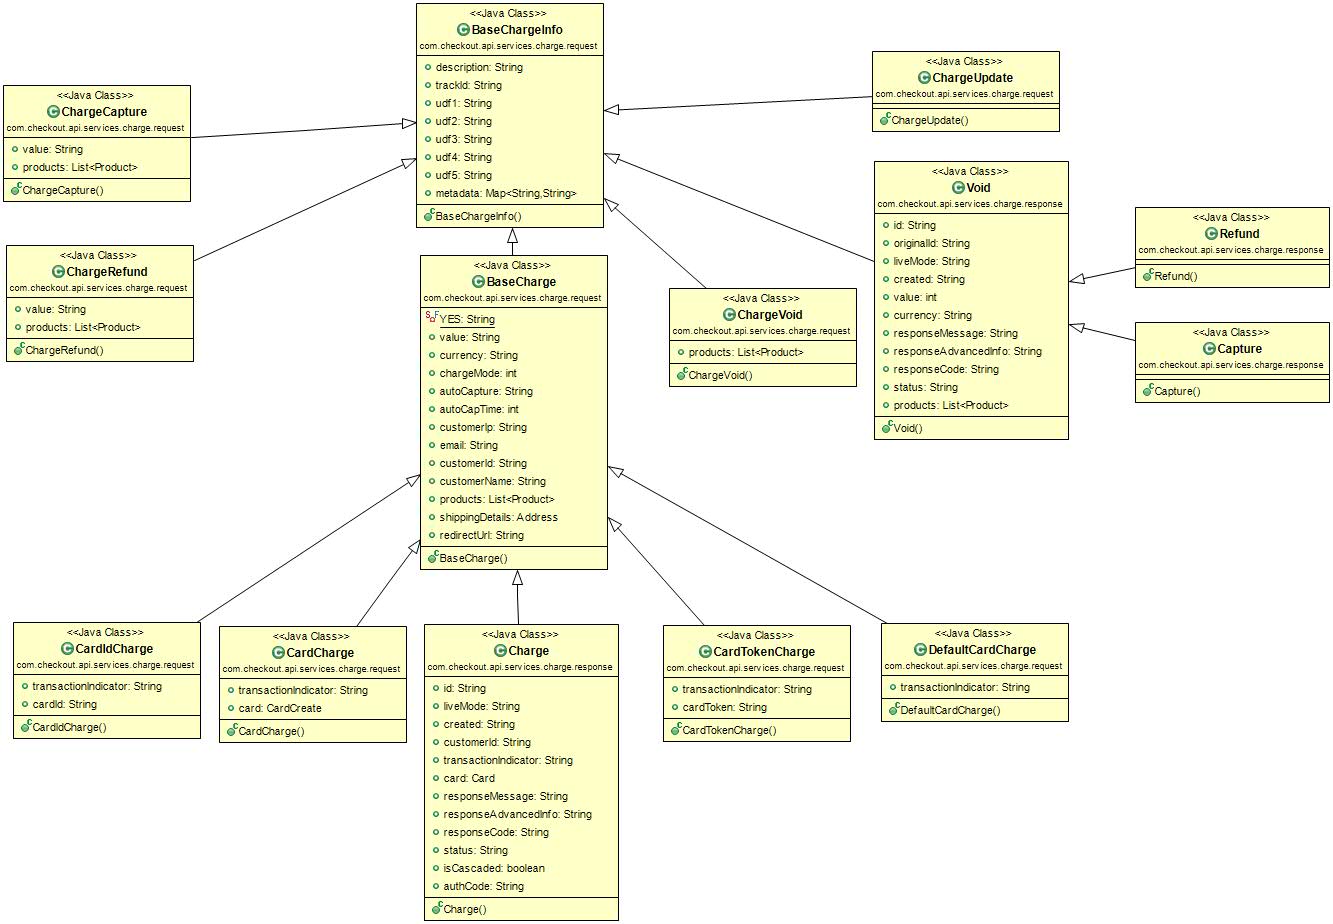 <<Java Class>>
BaseChargeInfo
com.checkout.api.services.charge.request
description: String
trackId: String
udf1: String
udf2: String
udf3: String
udf4: String
udf5: String
metadata: Map<String,String>
BaseChargeInfo()
<<Java Class>>
ChargeUpdate
com.checkout.api.services.charge.request
ChargeUpdate()
<<Java Class>>
ChargeCapture
com.checkout.api.services.charge.request
value: String
products: List<Product>
ChargeCapture()
<<Java Class>>
Void
com.checkout.api.services.charge.response
id: String
originalId: String
liveMode: String
created: String
value: int
currency: String
responseMessage: String
responseAdvancedInfo: String
responseCode: String
status: String
products: List<Product>
Void()
<<Java Class>>
Refund
com.checkout.api.services.charge.response
Refund()
<<Java Class>>
ChargeRefund
com.checkout.api.services.charge.request
value: String
products: List<Product>
ChargeRefund()
<<Java Class>>
BaseCharge
com.checkout.api.services.charge.request
YES: String
value: String
currency: String
chargeMode: int
autoCapture: String
autoCapTime: int
customerIp: String
email: String
customerId: String
customerName: String
products: List<Product>
shippingDetails: Address
redirectUrl: String
BaseCharge()
<<Java Class>>
ChargeVoid
com.checkout.api.services.charge.request
products: List<Product>
ChargeVoid()
<<Java Class>>
Capture
com.checkout.api.services.charge.response
Capture()
<<Java Class>>
CardIdCharge
com.checkout.api.services.charge.request
transactionIndicator: String
cardId: String
CardIdCharge()
<<Java Class>>
CardCharge
com.checkout.api.services.charge.request
transactionIndicator: String
card: CardCreate
CardCharge()
<<Java Class>>
Charge
com.checkout.api.services.charge.response
id: String
liveMode: String
created: String
customerId: String
transactionIndicator: String
card: Card
responseMessage: String
responseAdvancedInfo: String
responseCode: String
status: String
isCascaded: boolean
authCode: String
Charge()
<<Java Class>>
CardTokenCharge
com.checkout.api.services.charge.request
transactionIndicator: String
cardToken: String
CardTokenCharge()
<<Java Class>>
DefaultCardCharge
com.checkout.api.services.charge.request
transactionIndicator: String
DefaultCardCharge()